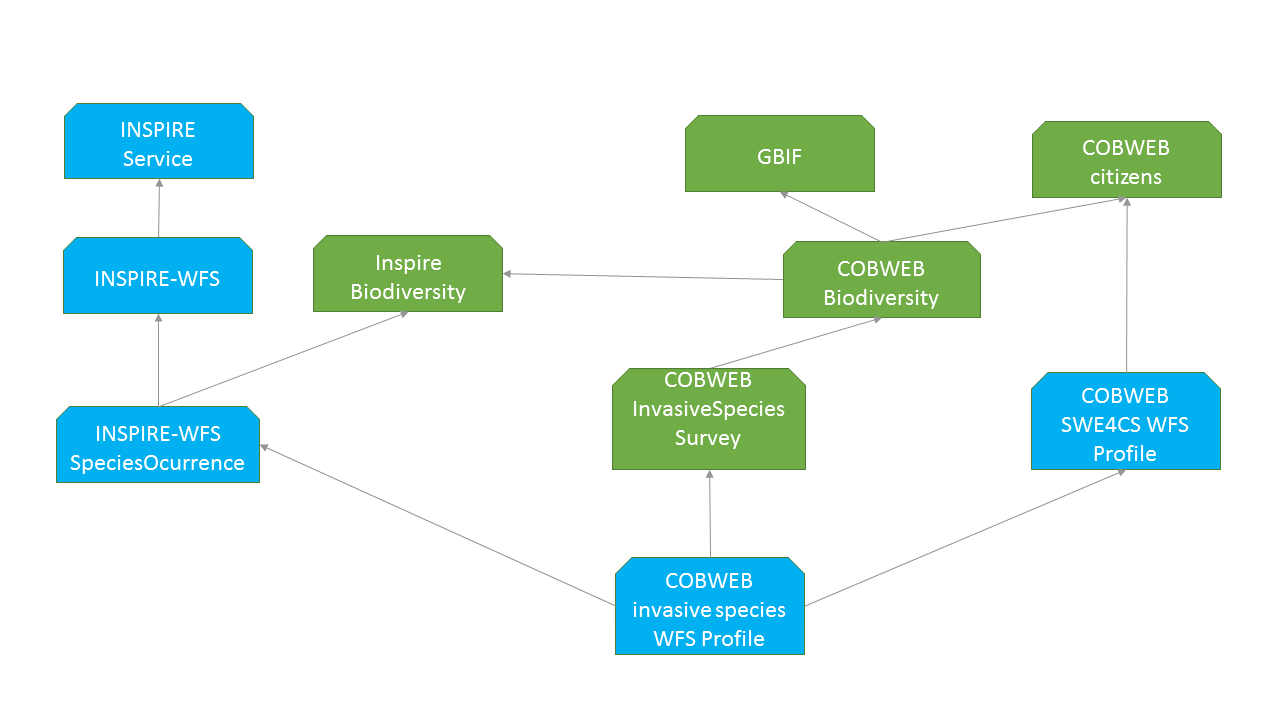 INSPIRE
Service
GBIF
COBWEB
citizens
INSPIRE-WFS
Inspire
Biodiversity
COBWEB
Biodiversity
COBWEB
InvasiveSpecies
Survey
COBWEB
SWE4CS WFS
Profile
INSPIRE-WFS
SpeciesOcurrence
COBWEB
invasive species
WFS Profile